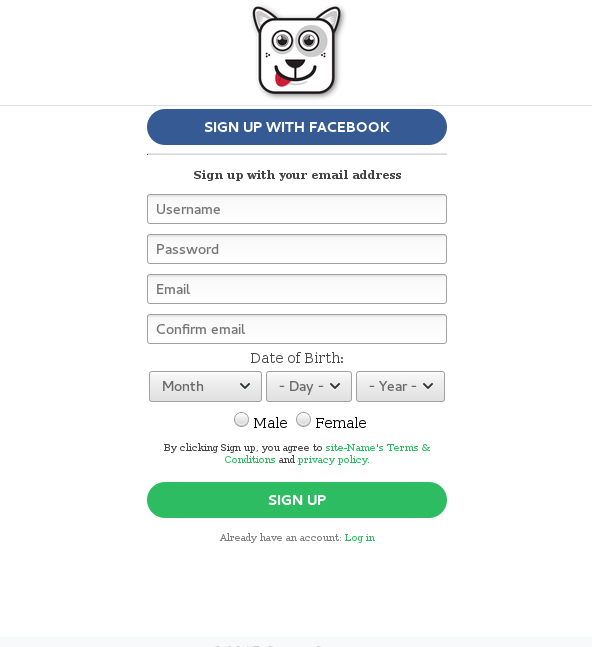 SIGN UP WITH FACEBOOK
Sign up with your email address
Username
Password
Email
Confirm email
Date of Birth:
Month - Day - - Year -
Male Female
By clicking Sign up, you agree to site-Name's Terms &
Conditions and privacy policy.
SIGN UP
Already have an account: Log in